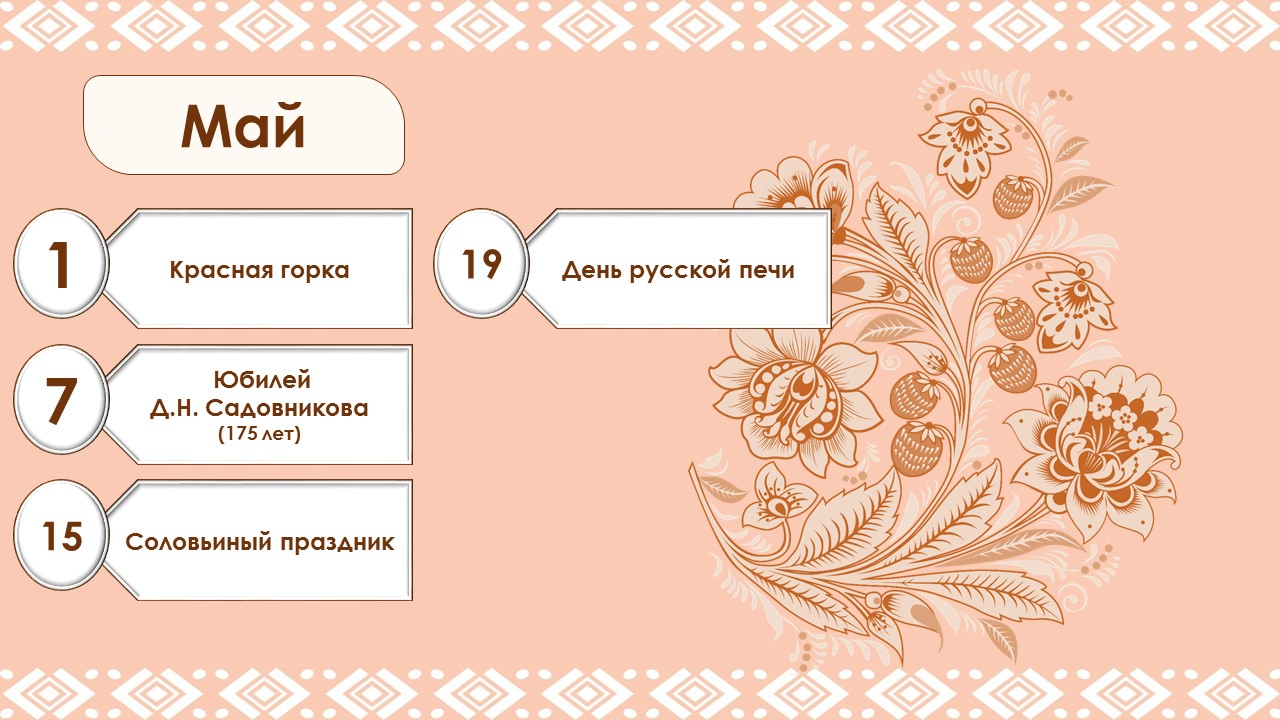 Май
1
Красная горка
7
Юбилей
Д.Н. Садовникова
(175 лет)
15
Соловьиный праздник
19
День русской печи